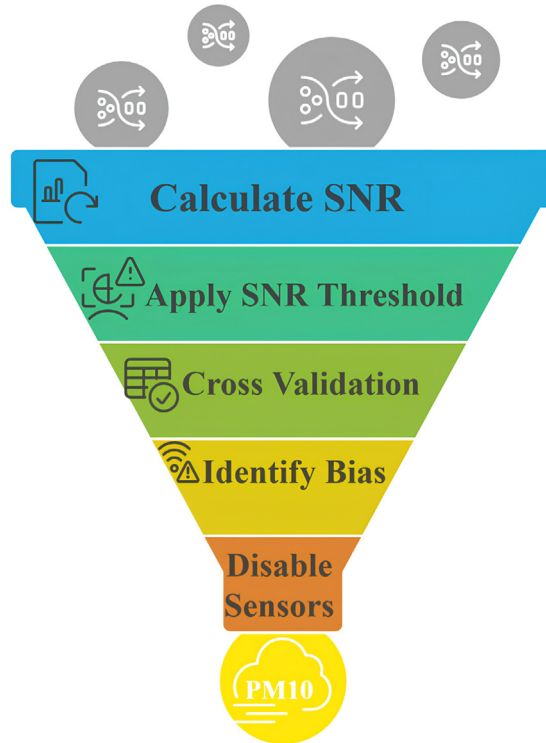 Calculate SNR
Apply SNR Threshold
Cross Validation
Identify Bias
Disable
Sensors
PM10